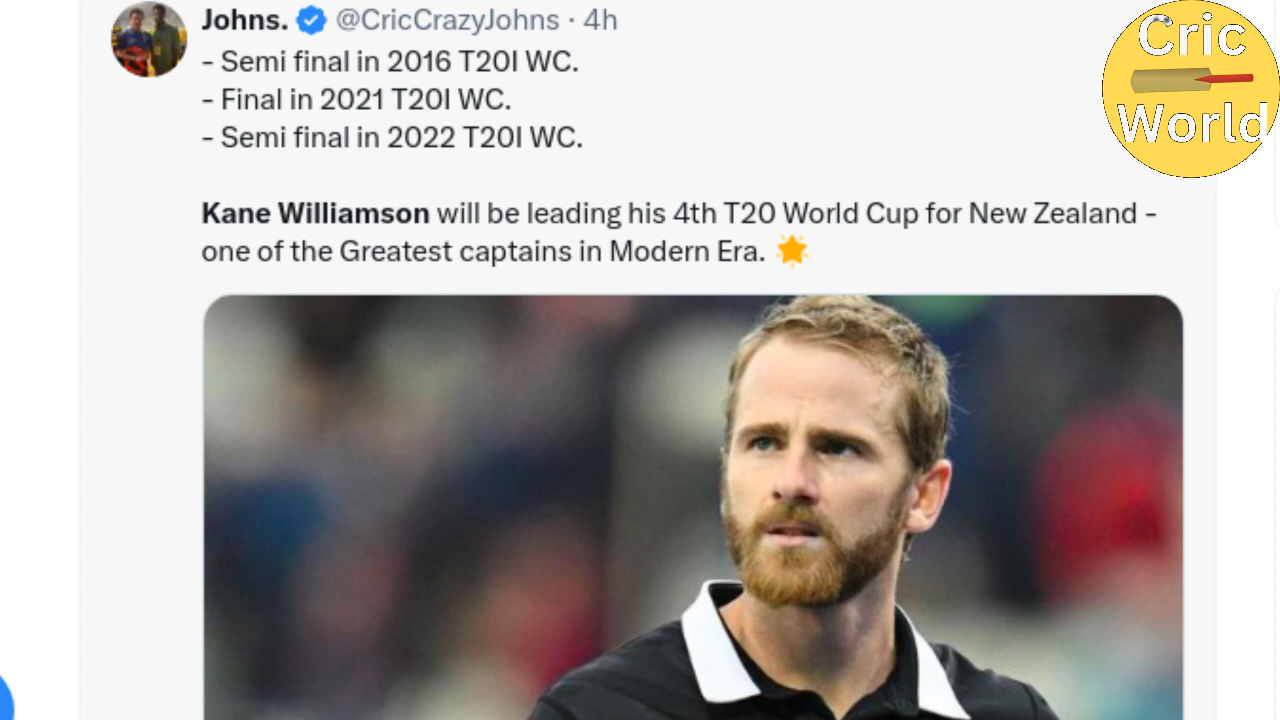 Johns. @CricCrazyJohns · 4h
- Semi final in 2016 T20I WC.
- Final in 2021 T20I WC.
- Semi final in 2022 T20I WC.
Kane Williamson will be leading his 4th T20 World Cup for New Zealand -
one of the Greatest captains in Modern Era. 🌟
Cric
World